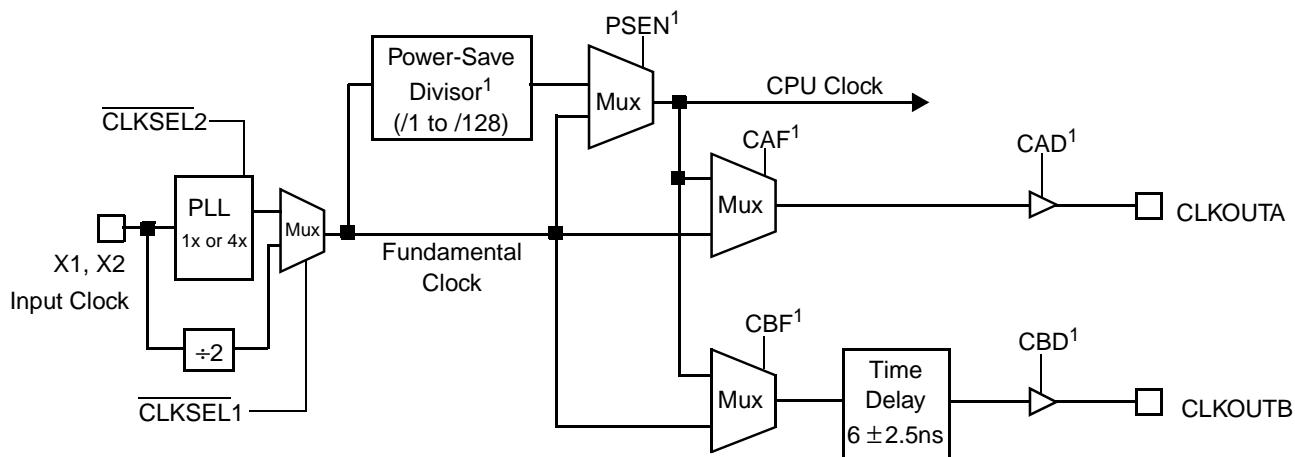 PSEN¹
Power-Save
Divisor¹
(/1 to /128)
Mux
CPU Clock
CLKSEL2
CAF¹
CAD¹
PLL
1x or 4x
Mux
Mux
CLKOUTA
X1, X2
Input Clock
Fundamental
Clock
÷2
CLKSEL1
CBF¹
CBD¹
Mux
Time
Delay
6 ±2.5ns
CLKOUTB